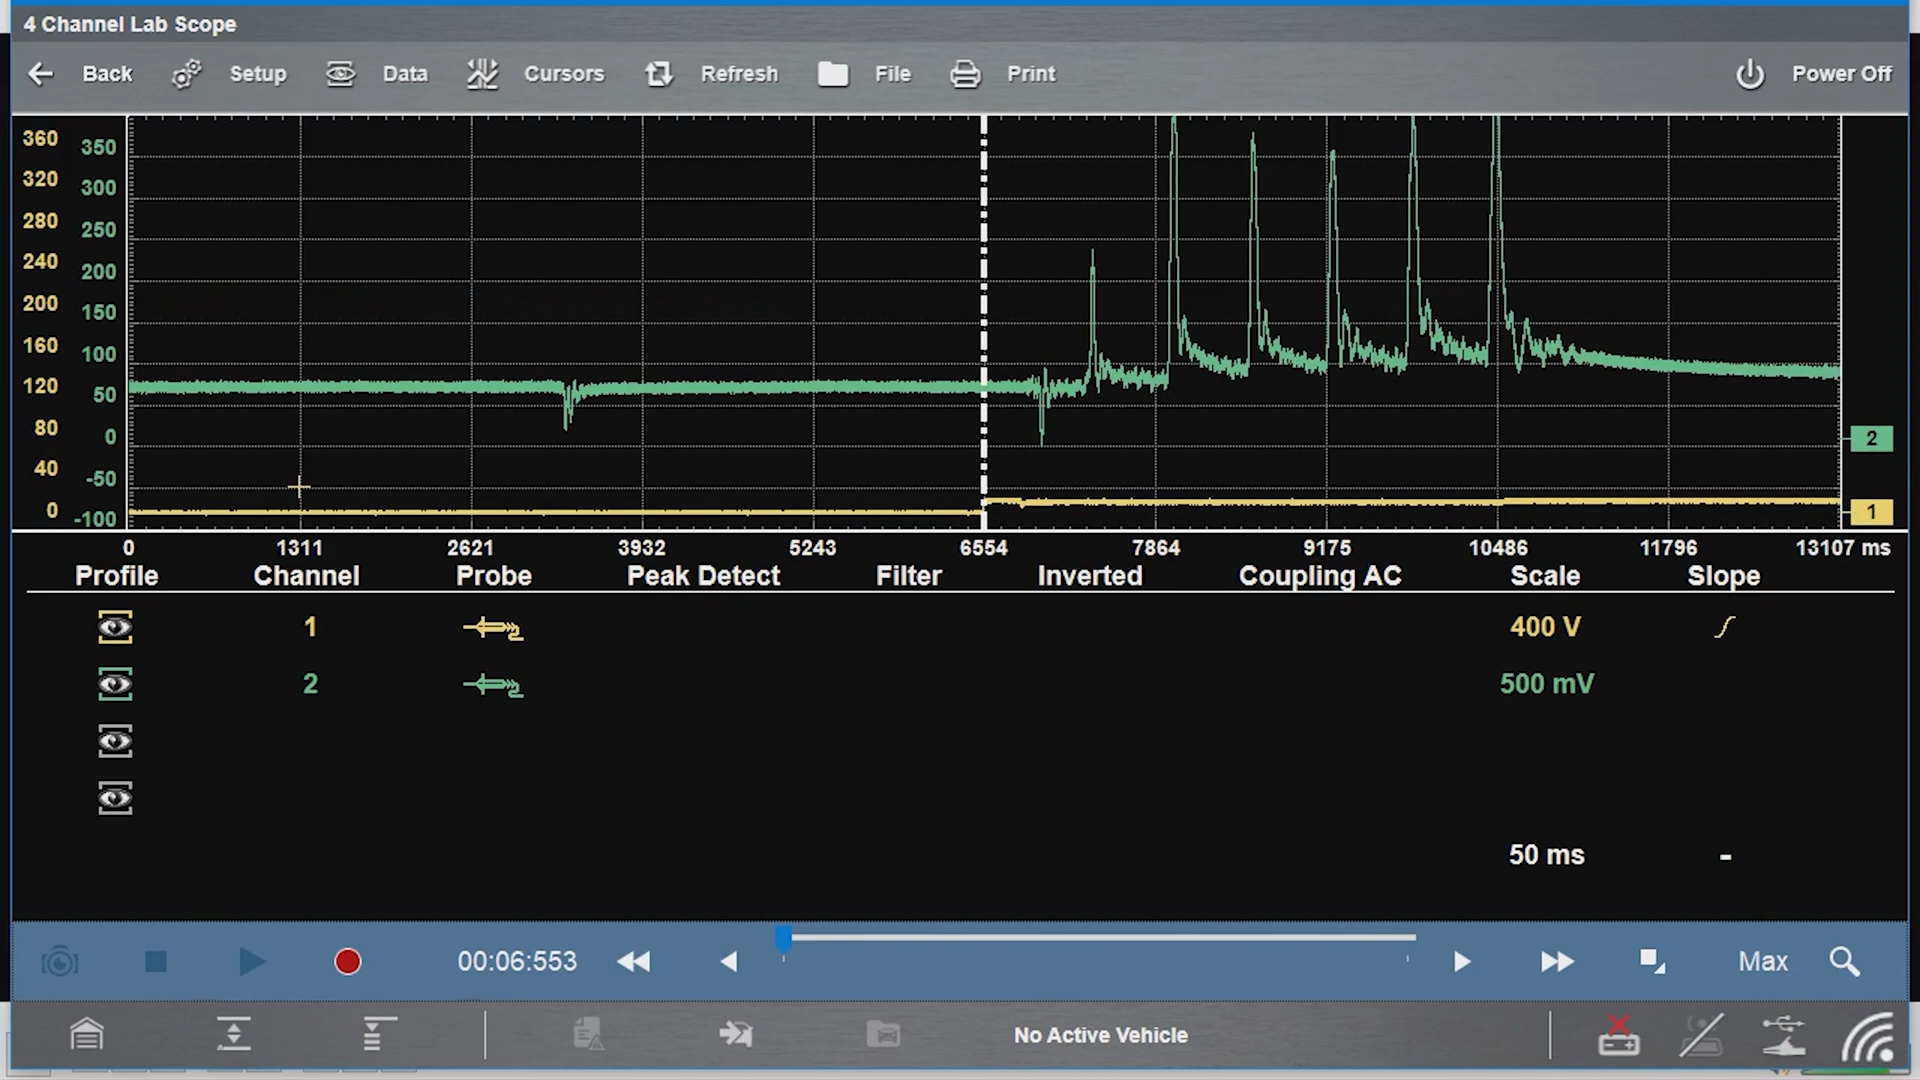 4 Channel Lab Scope
Back Setup Data Cursors Refresh File Print Power Off
360 350
320 300
280 250
240 200
200 150
160 100
120 50
80 0
40 -50
0 -100
2
1
0 1311 2621 3932 5243 6554 7864 9175 10486 11796 13107 ms
Profile Channel Probe Peak Detect Filter Inverted Coupling AC Scale Slope
1 400 V
2 500 mV
50 ms -
00:06:553 Max
No Active Vehicle